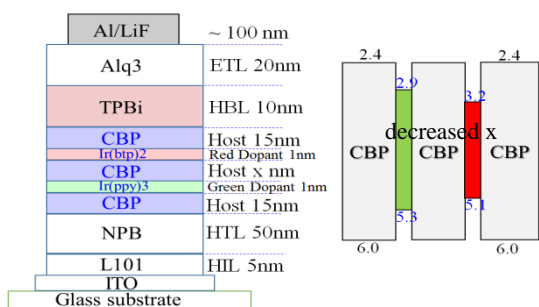 Al/LiF ~ 100 nm
Alq3 ETL 20nm
TPBi HBL 10nm
CBP Host 15nm
Ir(btp)2 Red Dopant 1nm
CBP Host x nm
Ir(ppy)3 Green Dopant 1nm
CBP Host 15nm
NPB HTL 50nm
L101 HIL 5nm
ITO
Glass substrate
2.4 2.4
2.9 3.2
decreased x
CBP CBP CBP
5.3 5.1
6.0 6.0